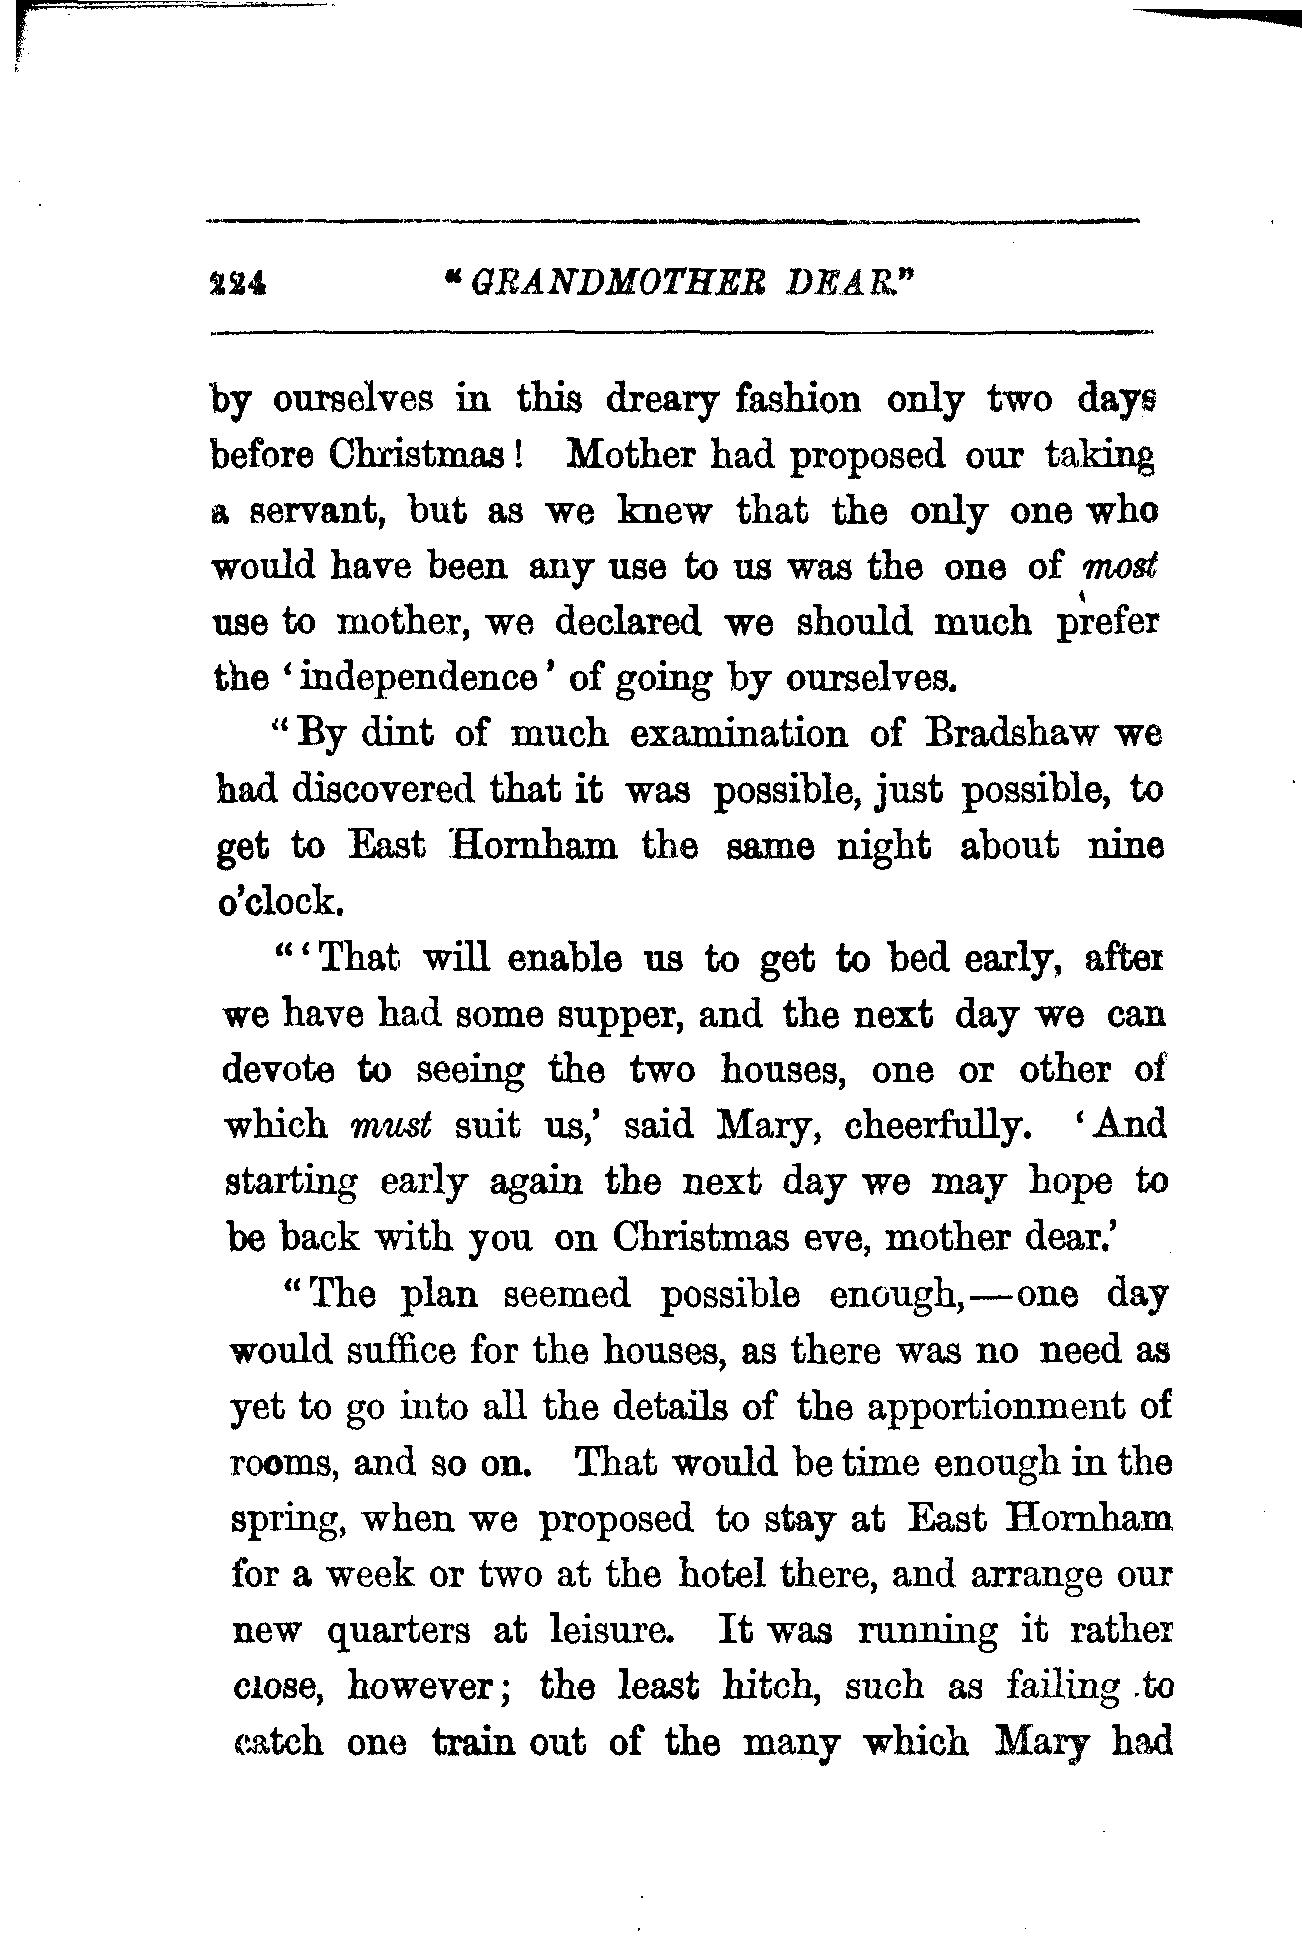 224 "GRANDMOTHER DEAR."
by ourselves in this dreary fashion only two days
before Christmas! Mother had proposed our taking
a servant, but as we knew that the only one who
would have been any use to us was the one of most
use to mother, we declared we should much prefer
the 'independence' of going by ourselves.
"By dint of much examination of Bradshaw we
had discovered that it was possible, just possible, to
get to East Hornham the same night about nine
o'clock.
"'That will enable us to get to bed early, after
we have had some supper, and the next day we can
devote to seeing the two houses, one or other of
which must suit us,' said Mary, cheerfully. 'And
starting early again the next day we may hope to
be back with you on Christmas eve, mother dear.'
"The plan seemed possible enough,—one day
would suffice for the houses, as there was no need as
yet to go into all the details of the apportionment of
rooms, and so on. That would be time enough in the
spring, when we proposed to stay at East Hornham
for a week or two at the hotel there, and arrange our
new quarters at leisure. It was running it rather
close, however; the least hitch, such as failing to
catch one train out of the many which Mary had